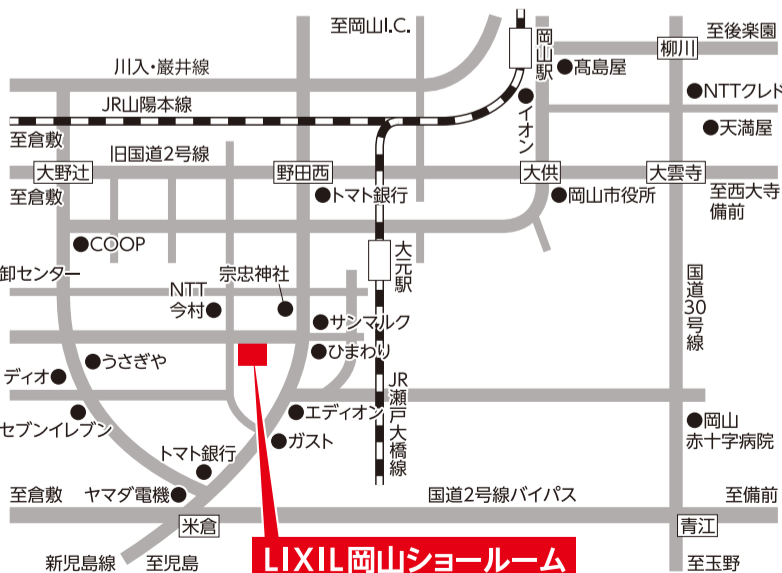 至岡山I.C.
至後楽園
岡山駅
柳川
髙島屋
川入・巌井線
NTTクレド
JR山陽本線
イオン
天満屋
至倉敷
旧国道2号線
大野辻
野田西
大供
大雲寺
至倉敷
トマト銀行
岡山市役所
至西大寺
備前
COOP
大元駅
卸センター
宗忠神社
国道30号線
NTT
今村
サンマルク
ひまわり
うさぎや
ディオ
JR瀬戸大橋線
セブンイレブン
エディオン
岡山
赤十字病院
ガスト
トマト銀行
至倉敷
ヤマダ電機
国道2号線バイパス
至備前
米倉
青江
新児島線
至児島
LIXIL岡山ショールーム
至玉野